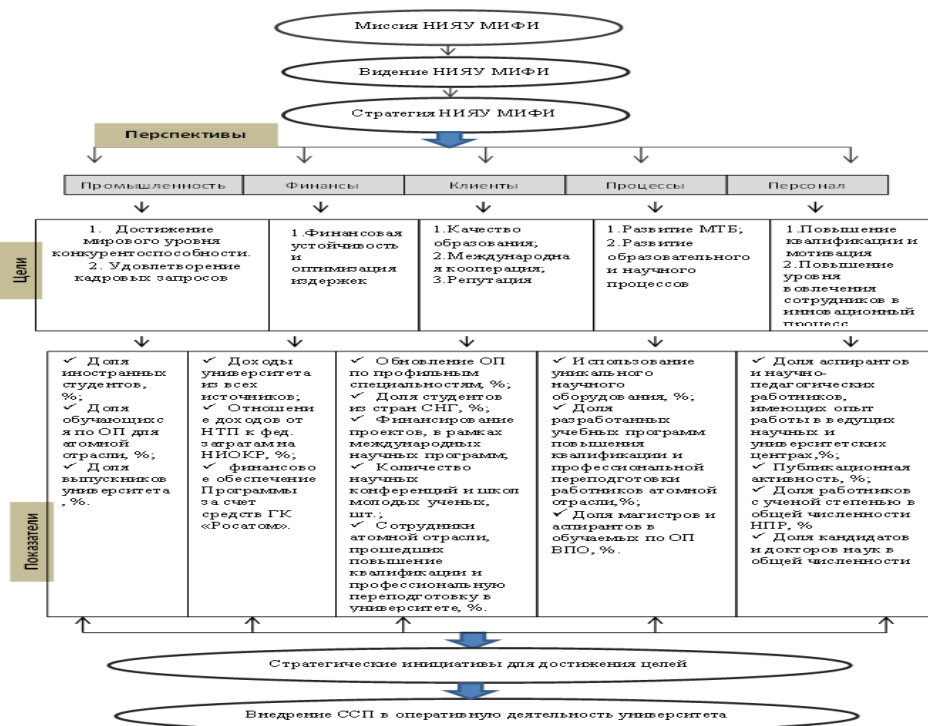 Миссия НИЯУ МИФИ
Видение НИЯУ МИФИ
Стратегия НИЯУ МИФИ
Перспективы
Промышленность
Финансы
Клиенты
Процессы
Персонал
Цели
1. Достижение
мирового уровня
конкурентоспособности.
2. Удовлетворение
кадровых запросов
1.Финансовая
устойчивость
и
оптимизация
издержек
1.Качество
образования;
2.Международна
я кооперация;
3.Репутация
1.Развитие МТБ;
2.Развитие
образовательного
и научного
процессов
1.Повышение
квалификации и
мотивация
2.Повышение
уровня
вовлечения
сотрудников в
инновационный
процесс
Показатели
✓ Доля
иностранных
студентов,
%;
✓ Доля
обучающихс
я по ОП для
атомной
отрасли, %;
✓ Доля
выпускников
университета
, %.
✓ Доходы
университета
из всех
источников;
✓ Отношени
е доходов от
НТП к фед.
затратам на
НИОКР, %;
✓ финансово
е обеспечение
Программы
за счет
средств ГК
«Росатом».
✓ Обновление ОП
по профильным
специальностям, %;
✓ Доля студентов
из стран СНГ, %;
✓ Финансирование
проектов, в рамках
международных
научных программ;
✓ Количество
научных
конференций и школ
молодых ученых,
шт.;
✓ Сотрудники
атомной отрасли,
прошедших
повышение
квалификации и
профессиональную
переподготовку в
университете, %.
✓ Использование
уникального
научного
оборудования, %;
✓ Доля
разработанных
учебных программ
повышения
квалификации и
профессиональной
переподготовки
работников атомной
отрасли,%;
✓ Доля магистров и
аспирантов в
обучаемых по ОП
ВПО, %.
✓ Доля аспирантов
и научно-
педагогических
работников,
имеющих опыт
работы в ведущих
научных и
университетских
центрах,%;
✓ Публикационная
активность, %;
✓ Доля работников
с ученой степенью в
общей численности
НПР, %
✓ Доля кандидатов
и докторов наук в
общей численности
Стратегические инициативы для достижения целей
Внедрение ССП в оперативную деятельность университета